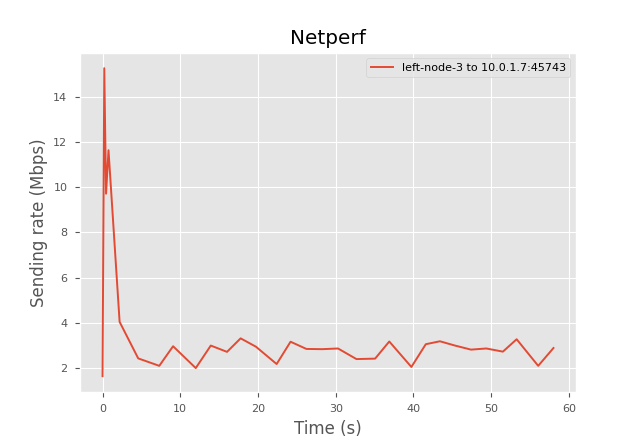 Netperf
left-node-3 to 10.0.1.7:45743
Sending rate (Mbps)
14
12
10
8
6
4
2
0 10 20 30 40 50 60
Time (s)